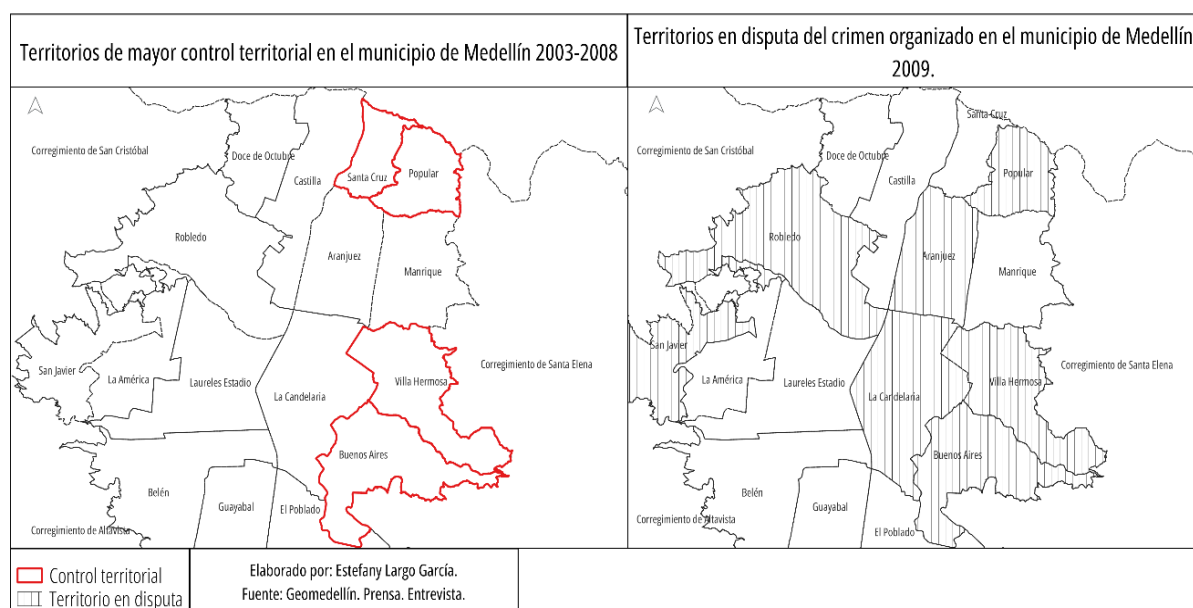 Territorios de mayor control territorial en el municipio de Medellín 2003-2008
Territorios en disputa del crimen organizado en el municipio de Medellín
2009.
Corregimiento de San Cristóbal
Doce de Octubre
Castilla
Santa Cruz
Popular
Robledo
Aranjuez
Manrique
San Javier
La América
Laureles Estadio
La Candelaria
Villa Hermosa
Corregimiento de Santa Elena
Buenos Aires
Belén
Guayabal
El Poblado
Corregimiento de Altavista
Santa Cruz
Corregimiento de San Cristóbal
Doce de Octubre
Castilla
Popular
Robledo
Aranjuez
Manrique
San Javier
La América
Laureles Estadio
La Candelaria
Villa Hermosa
Corregimiento de Santa Elena
Buenos Aires
Belén
Guayabal
El Poblado
Corregimiento de Altavista
Control territorial
Territorio en disputa
Elaborado por: Estefany Largo García.
Fuente: Geomedellín. Prensa. Entrevista.